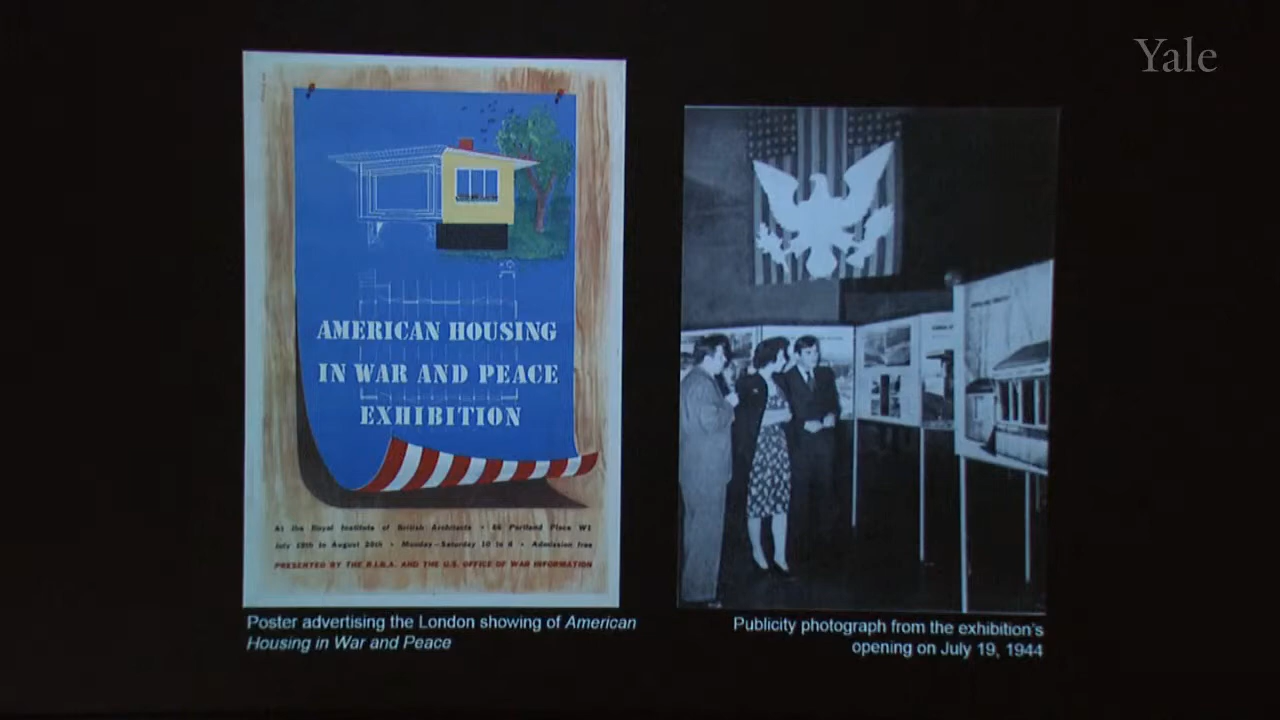 Yale
AMERICAN HOUSING
IN WAR AND PEACE
EXHIBITION
At the Royal Institute of British Architects • 66 Portland Place W1
July 19th to August 20th • Monday–Saturday 10 to 6 • Admission free
PRESENTED BY THE R.I.B.A. AND THE U.S. OFFICE OF WAR INFORMATION
Poster advertising the London showing of American
Housing in War and Peace
Publicity photograph from the exhibition's
opening on July 19, 1944